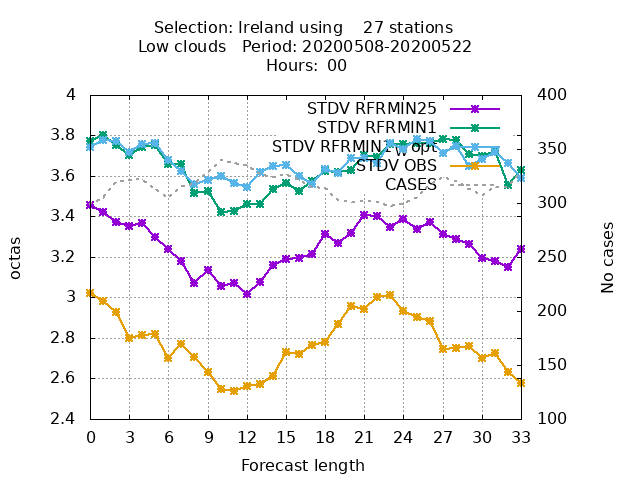 Selection: Ireland using 27 stations
Low clouds Period: 20200508-20200522
Hours: 00
STDV RFRMIN25
STDV RFRMIN1
STDV RFRMIN1
STDV OBS
CASES
octas
No cases
4
3.8
3.6
3.4
3.2
3
2.8
2.6
2.4
400
350
300
250
200
150
100
0 3 6 9 12 15 18 21 24 27 30 33
Forecast length